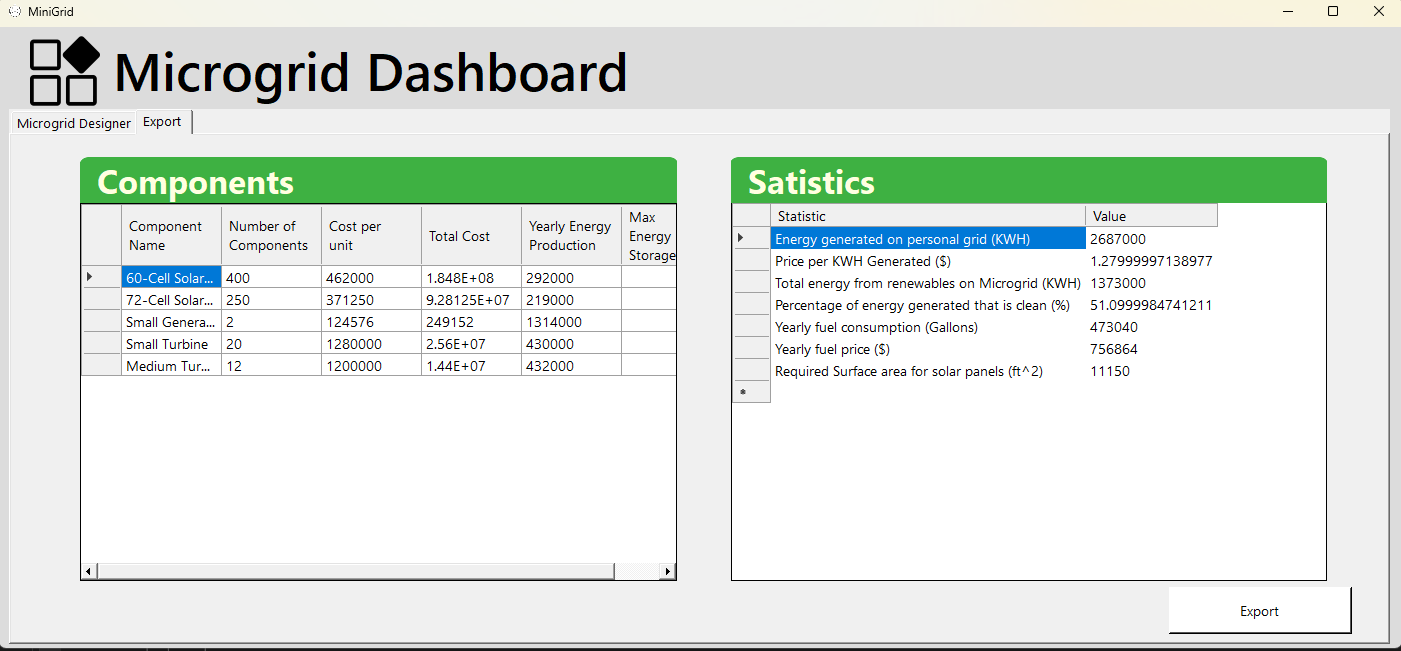 MiniGrid
Microgrid Dashboard
Microgrid Designer Export
Components
Component Name Number of Components Cost per unit Total Cost Yearly Energy Production Max Energy Storage
60-Cell Solar... 400 462000 1.848E+08 292000
72-Cell Solar... 250 371250 9.28125E+07 219000
Small Genera... 2 124576 249152 1314000
Small Turbine 20 1280000 2.56E+07 430000
Medium Tur... 12 1200000 1.44E+07 432000
Satistics
Statistic Value
Energy generated on personal grid (KWH) 2687000
Price per KWH Generated ($) 1.27999997138977
Total energy from renewables on Microgrid (KWH) 1373000
Percentage of energy generated that is clean (%) 51.0999984741211
Yearly fuel consumption (Gallons) 473040
Yearly fuel price ($) 756864
Required Surface area for solar panels (ft^2) 11150
Export